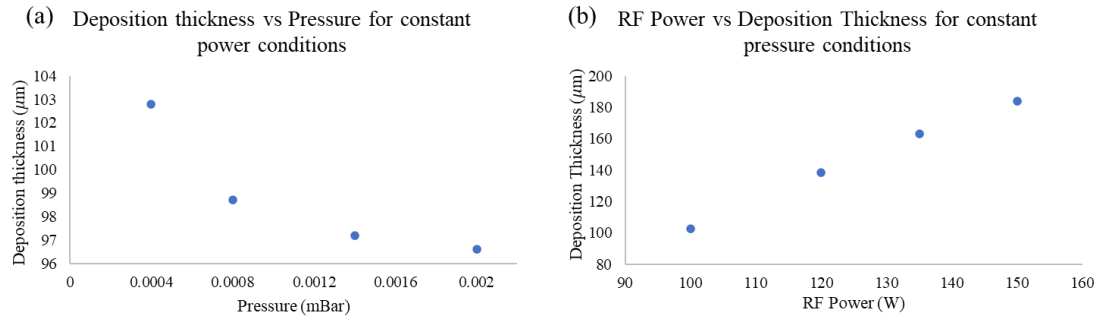 (a) Deposition thickness vs Pressure for constant
power conditions
Deposition thickness (µm)
104
103
102
101
100
99
98
97
96
0 0.0004 0.0008 0.0012 0.0016 0.002
Pressure (mBar)
(b) RF Power vs Deposition Thickness for constant
pressure conditions
Deposition Thickness (µm)
200
180
160
140
120
100
80
90 100 110 120 130 140 150 160
RF Power (W)